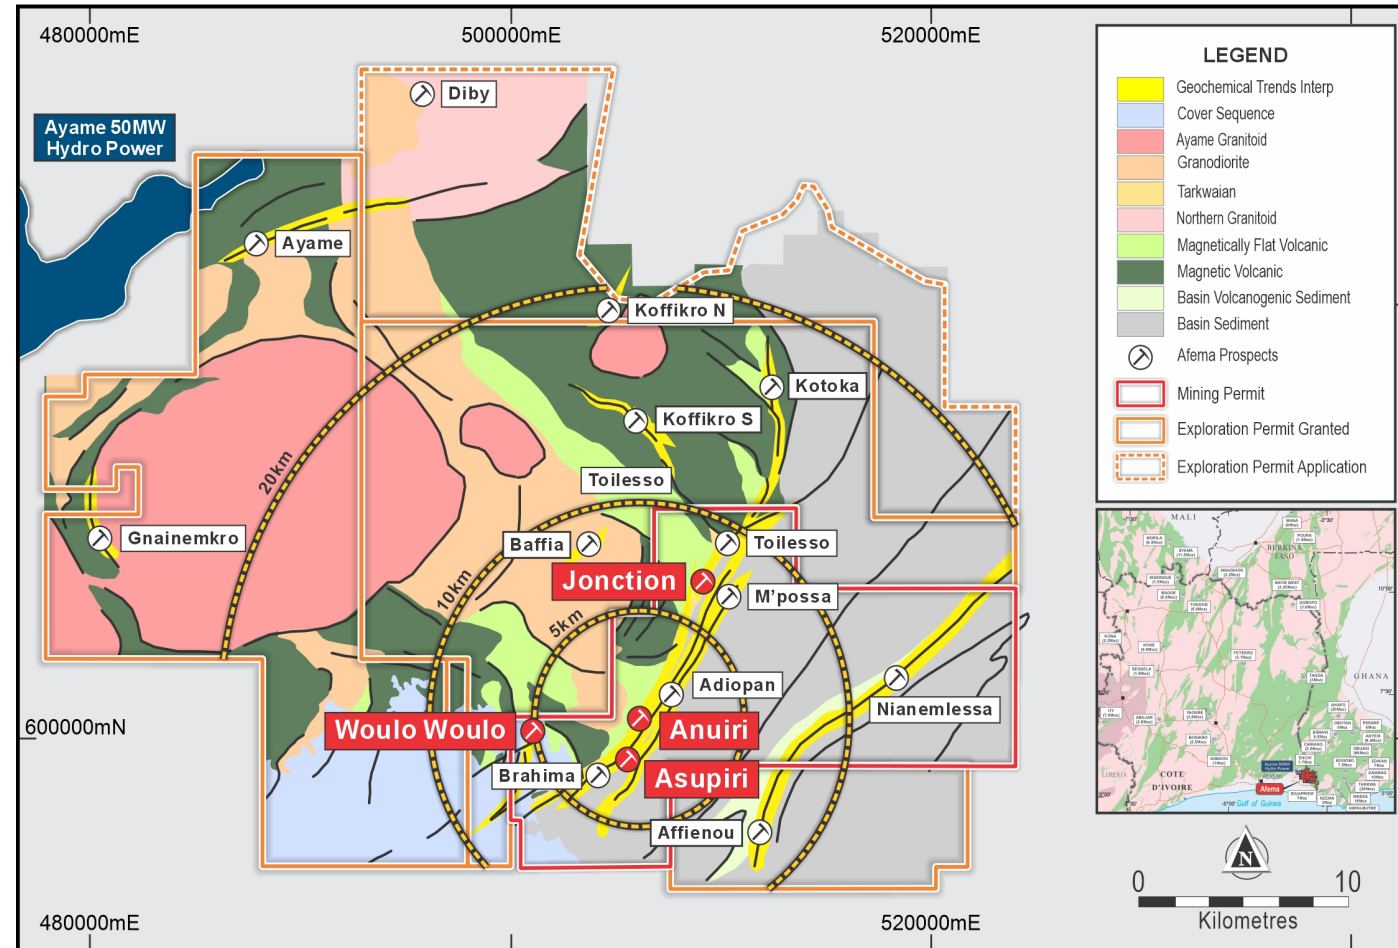 480000mE
500000mE
520000mE
Diby
Ayame 50MW
Hydro Power
Ayame
Koffikro N
Kotoka
Koffikro S
20km
Toilesso
Gnainemkro
Baffia
Toilesso
Jonction
10km
M'possa
5km
Adiopan
Nianemlessa
600000mN
Woulo Woulo
Anuiri
Brahima
Asupiri
Affienou
480000mE
520000mE
LEGEND
Geochemical Trends Interp
Cover Sequence
Ayame Granitoid
Granodiorite
Tarkwaian
Northern Granitoid
Magnetically Flat Volcanic
Magnetic Volcanic
Basin Volcanogenic Sediment
Basin Sediment
Afema Prospects
Mining Permit
Exploration Permit Granted
Exploration Permit Application
MALI
BURKINA
FASO
GHANA
LIBERIA
COTE
D'IVOIRE
Afema
Gulf of Guinea
N
0
10
Kilometres